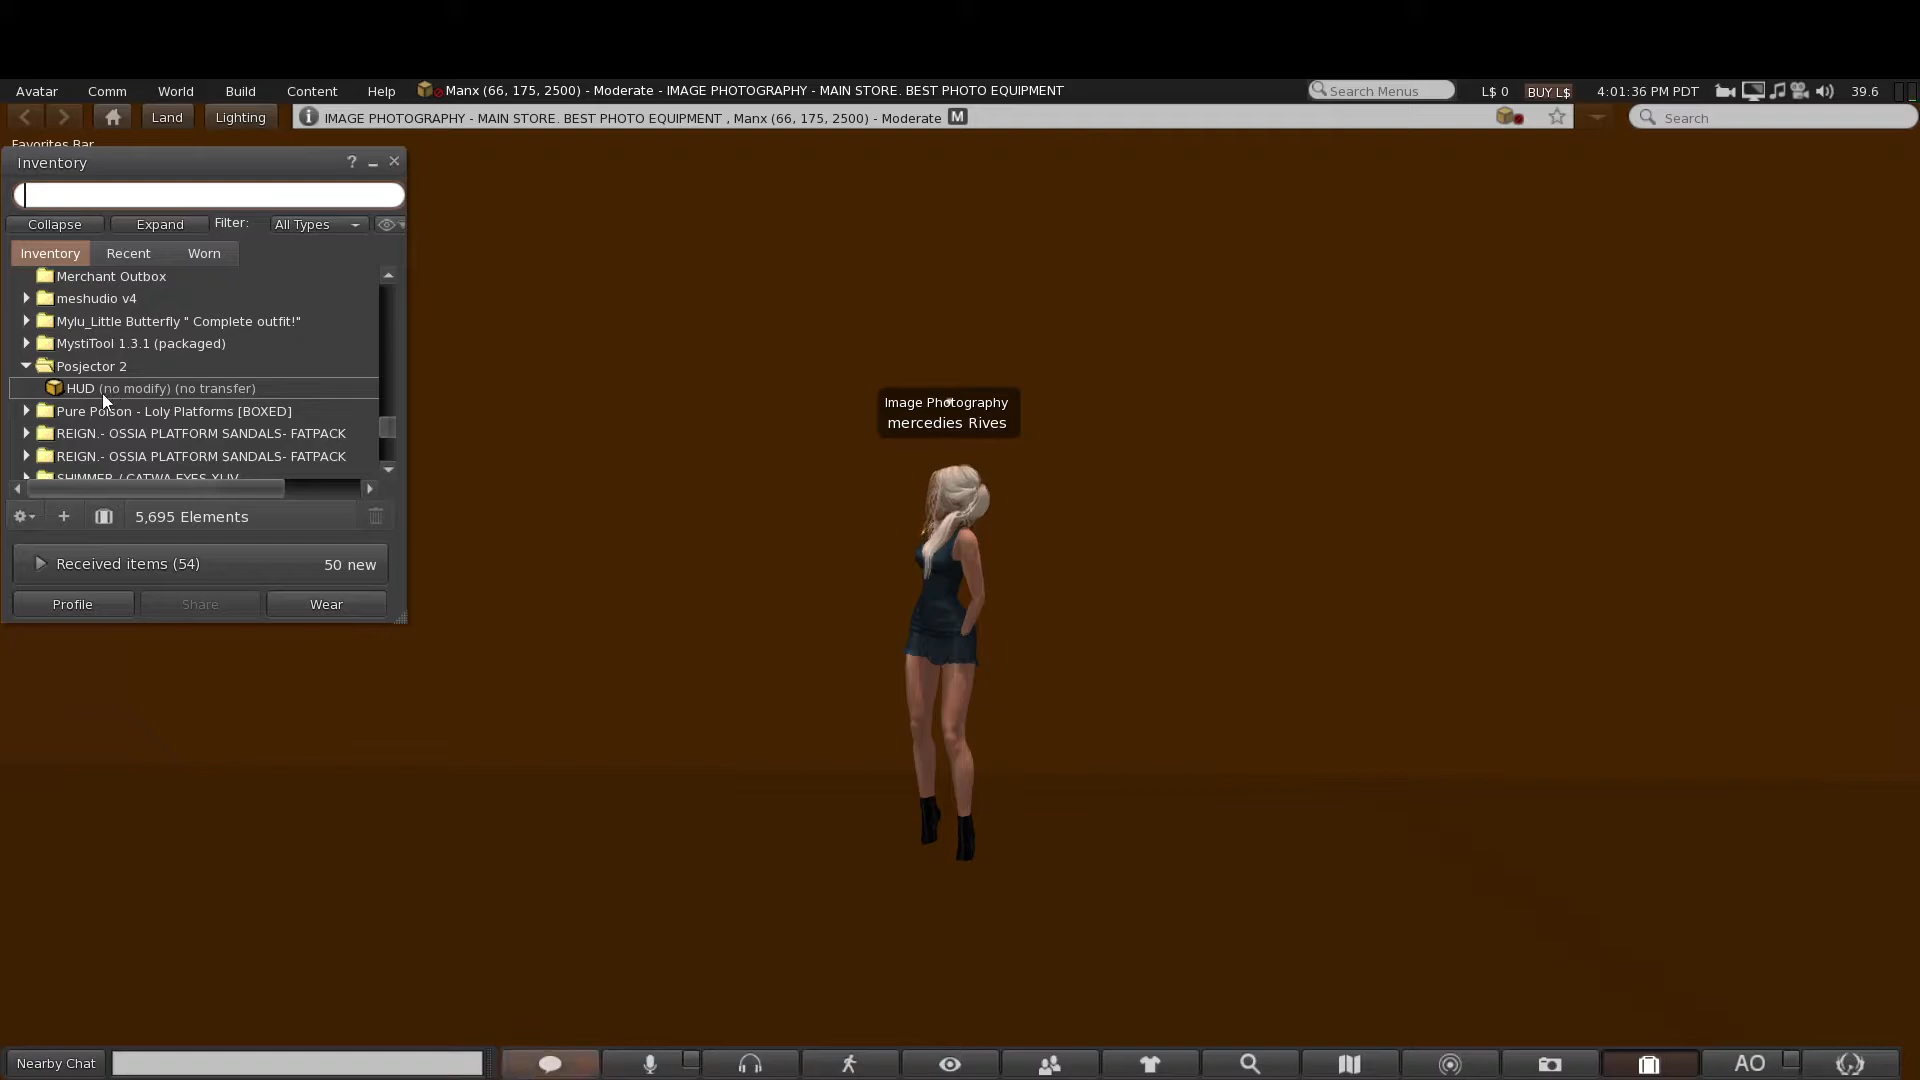 Avatar Comm World Build Content Help Manx (66, 175, 2500) - Moderate - IMAGE PHOTOGRAPHY - MAIN STORE. BEST PHOTO EQUIPMENT Search Menus L$ 0 BUY L$ 4:01:36 PM PDT 39.6
Land Lighting IMAGE PHOTOGRAPHY - MAIN STORE. BEST PHOTO EQUIPMENT , Manx (66, 175, 2500) - Moderate M Search
Favorites Bar
Inventory ?
Collapse Expand Filter: All Types
Inventory Recent Worn
Merchant Outbox
meshudio v4
Mylu_Little Butterfly " Complete outfit!"
MystiTool 1.3.1 (packaged)
Posjector 2
HUD (no modify) (no transfer)
Pure Poison - Loly Platforms [BOXED]
REIGN.- OSSIA PLATFORM SANDALS- FATPACK
REIGN.- OSSIA PLATFORM SANDALS- FATPACK
SHIMMER / CATWA EYES XLIV
5,695 Elements
Received items (54) 50 new
Profile Share Wear
Image Photography
mercedies Rives
Nearby Chat AO